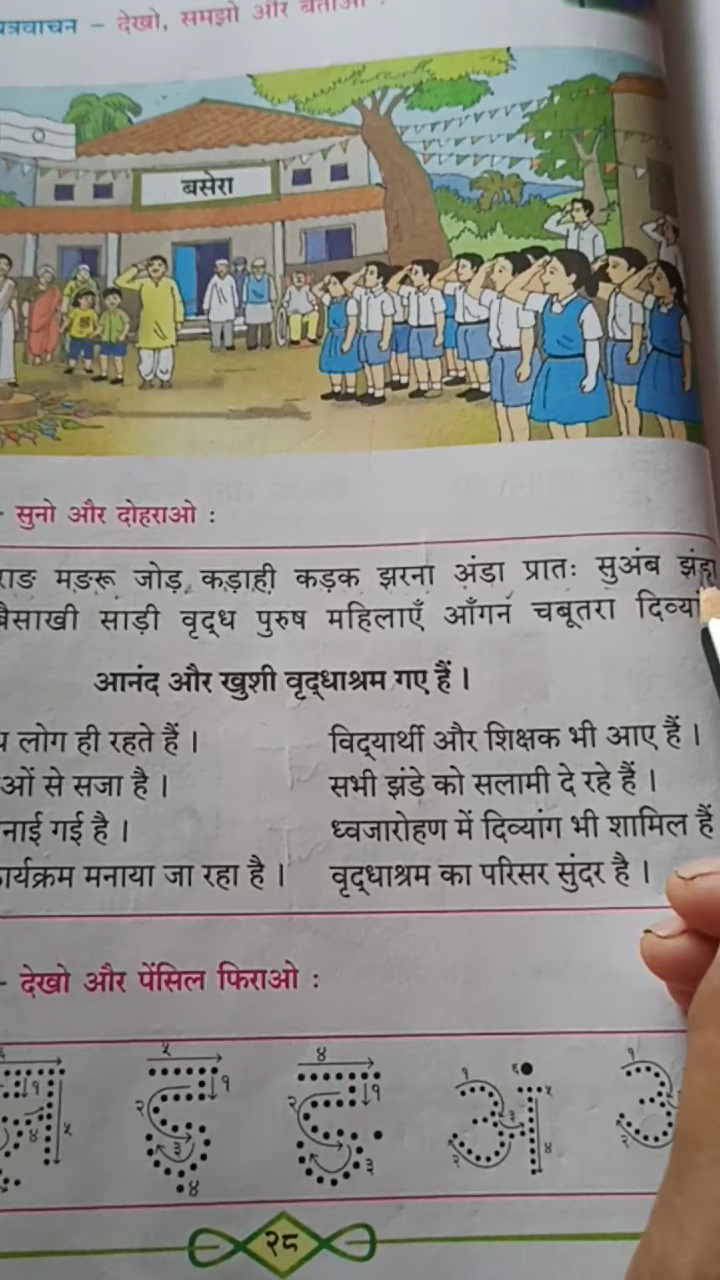 त्रवाचन – देखो, समझो और बताओ :
बसेरा
- सुनो और दोहराओ :
मङरू जोड़ कड़ाही कड़क झरना अंडा प्रातः सुअंब झंडा
बैसाखी साड़ी वृद्ध पुरुष महिलाएँ आँगन चबूतरा दिव्यां
आनंद और खुशी वृद्धाश्रम गए हैं ।
लोग ही रहते हैं । विद्यार्थी और शिक्षक भी आए हैं ।
ओं से सजा है । सभी झंडे को सलामी दे रहे हैं ।
नाई गई है । ध्वजारोहण में दिव्यांग भी शामिल हैं
र्यक्रम मनाया जा रहा है । वृद्धाश्रम का परिसर सुंदर है ।
- देखो और पेंसिल फिराओ :
ड़ इ अं उ
२८